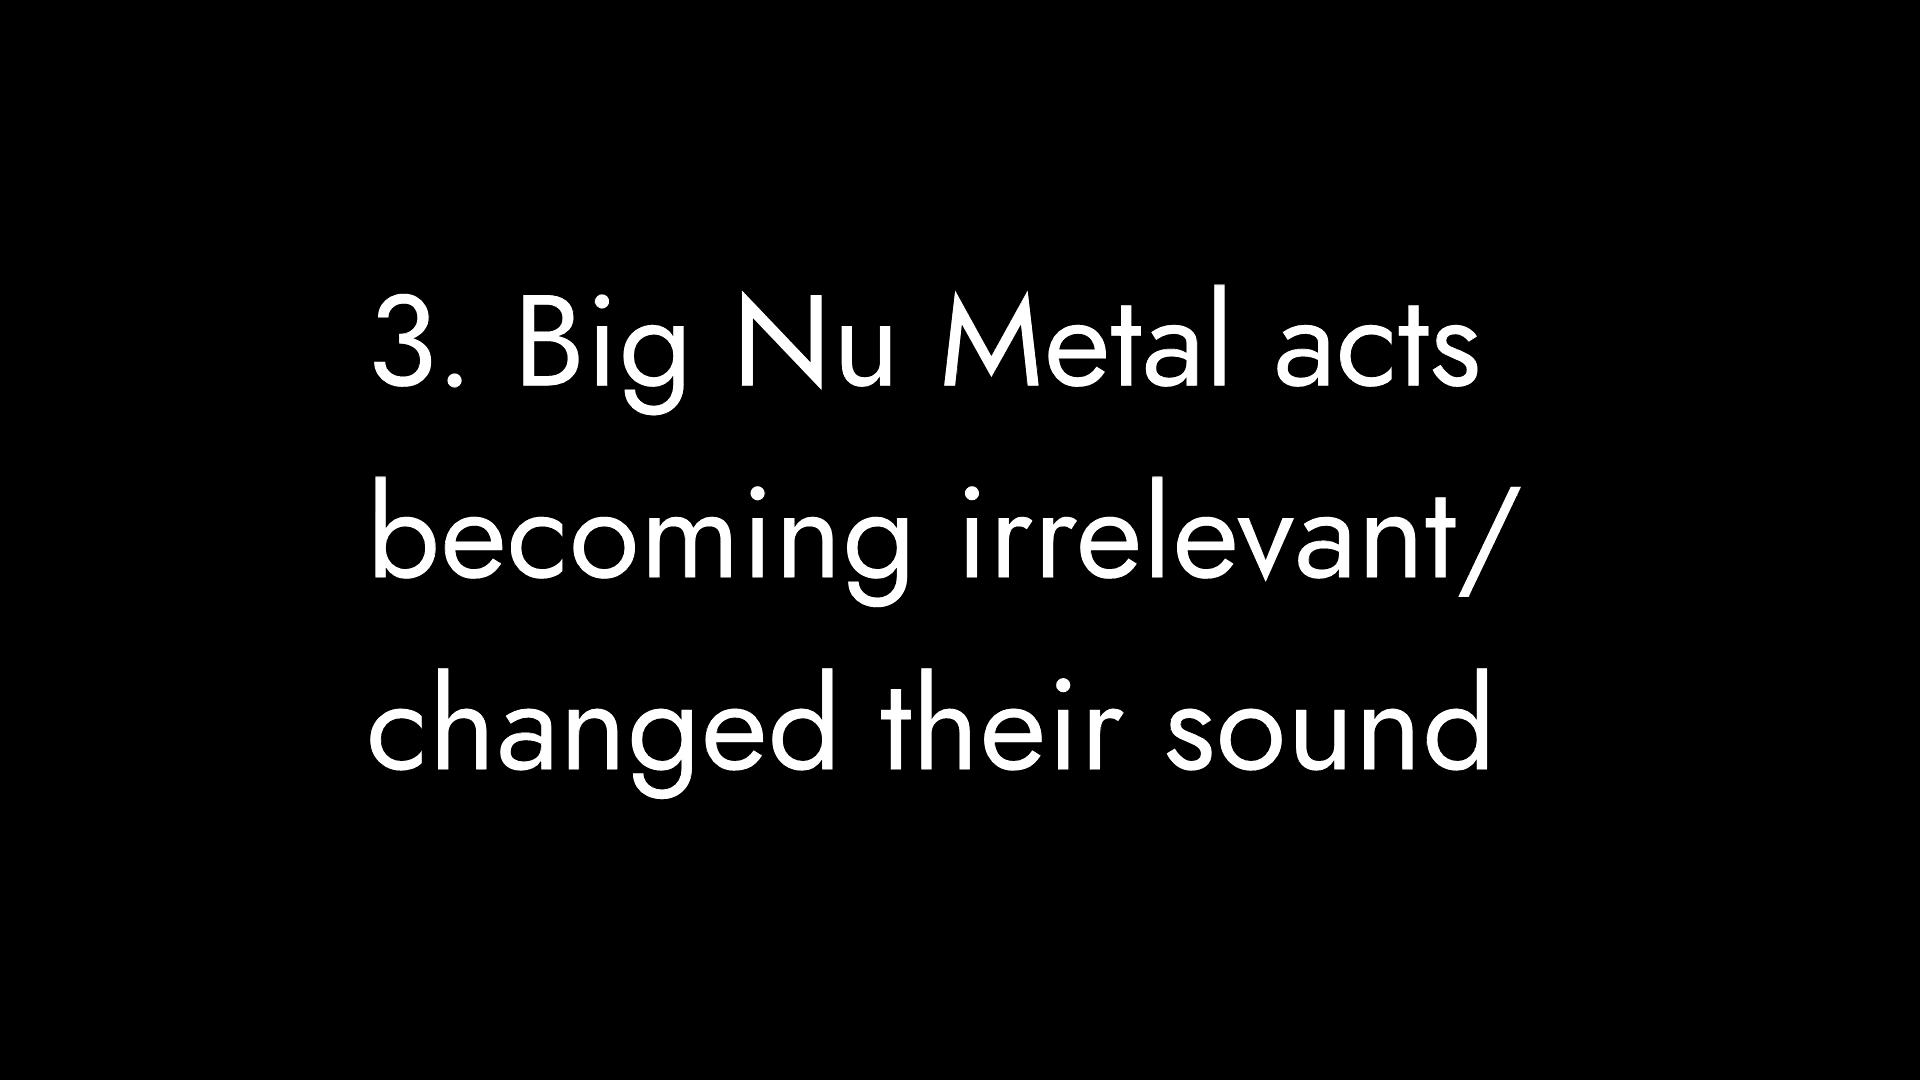 3. Big Nu Metal acts
becoming irrelevant/
changed their sound